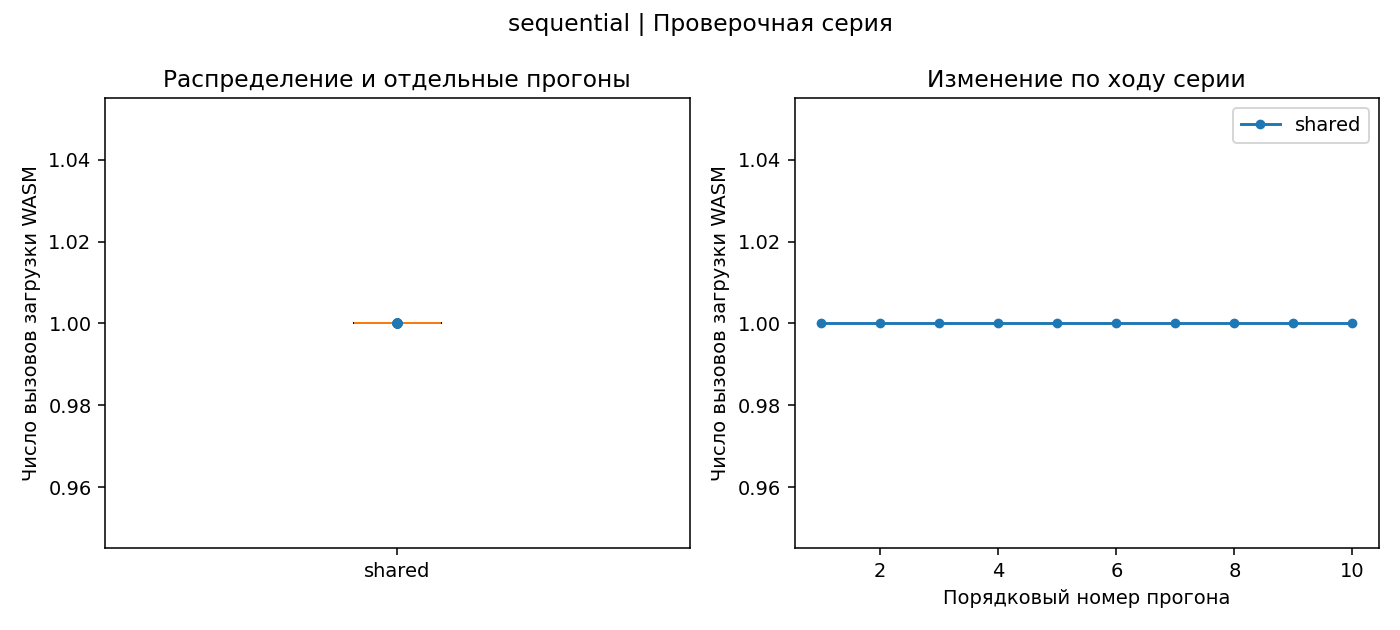 sequential | Проверочная серия
Распределение и отдельные прогоны
Число вызовов загрузки WASM
1.04
1.02
1.00
0.98
0.96
shared
Изменение по ходу серии
Число вызовов загрузки WASM
1.04
1.02
1.00
0.98
0.96
shared
2 4 6 8 10
Порядковый номер прогона